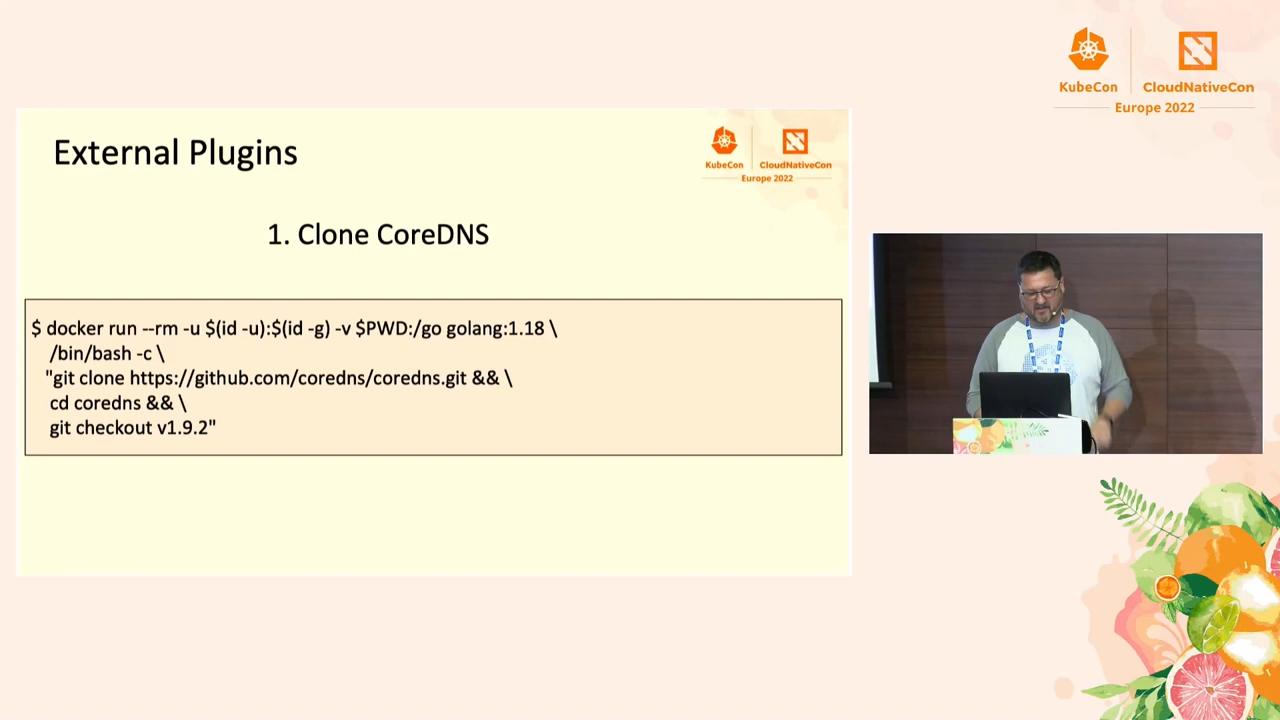 KubeCon
CloudNativeCon
Europe 2022
External Plugins
KubeCon
CloudNativeCon
Europe 2022
1. Clone CoreDNS
$ docker run --rm -u $(id -u):$(id -g) -v $PWD:/go golang:1.18 \
/bin/bash -c \
"git clone https://github.com/coredns/coredns.git && \
cd coredns && \
git checkout v1.9.2"